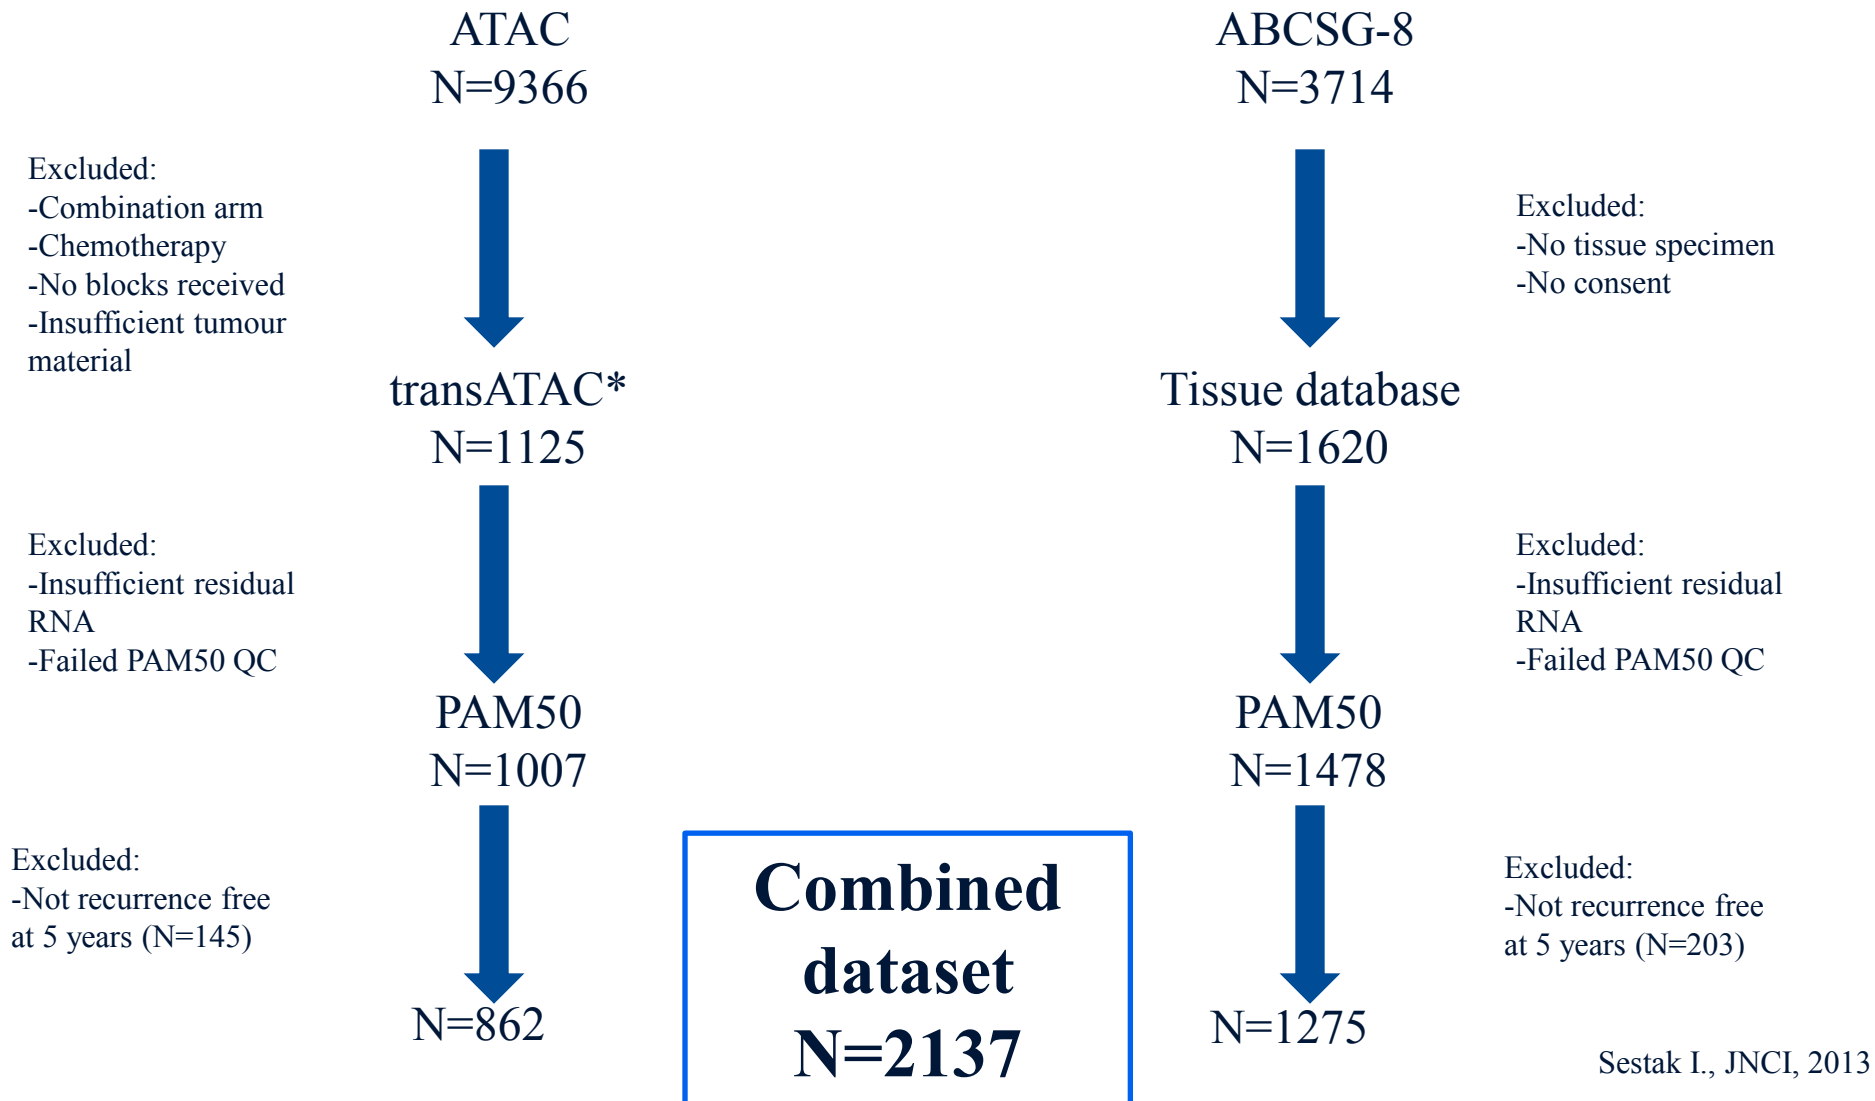 ATAC
N=9366
ABCSG-8
N=3714
Excluded:
-Combination arm
-Chemotherapy
-No blocks received
-Insufficient tumour
material
Excluded:
-No tissue specimen
-No consent
transATAC*
N=1125
Tissue database
N=1620
Excluded:
-Insufficient residual
RNA
-Failed PAM50 QC
Excluded:
-Insufficient residual
RNA
-Failed PAM50 QC
PAM50
N=1007
PAM50
N=1478
Excluded:
-Not recurrence free
at 5 years (N=145)
Combined
dataset
N=2137
Excluded:
-Not recurrence free
at 5 years (N=203)
N=862
N=1275
Sestak I., JNCI, 2013